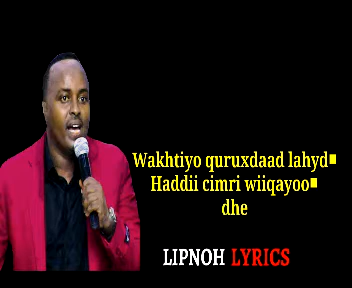 Wakhtiyo quruxdaad lahyd
Haddii cimri wiiqayoo
dhe
LIPNOH LYRICS